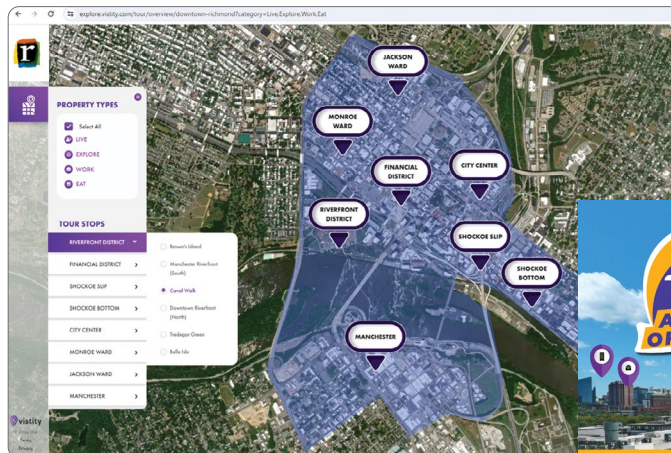 explore.vistity.com/tour/overview/downtown-richmond?category=Live,Explore,Work,Eat
r
PROPERTY TYPES
Select All
LIVE
EXPLORE
WORK
EAT
TOUR STOPS
RIVERFRONT DISTRICT
FINANCIAL DISTRICT
SHOCKOE SLIP
SHOCKOE BOTTOM
CITY CENTER
MONROE WARD
JACKSON WARD
MANCHESTER
Brown's Island
Manchester Riverfront
(South)
Canal Walk
Downtown Riverfront
(North)
Tredegar Green
Belle Isle
vistity
Terms
Privacy
JACKSON
WARD
MONROE
WARD
FINANCIAL
DISTRICT
CITY CENTER
RIVERFRONT
DISTRICT
SHOCKOE SLIP
SHOCKOE
BOTTOM
MANCHESTER